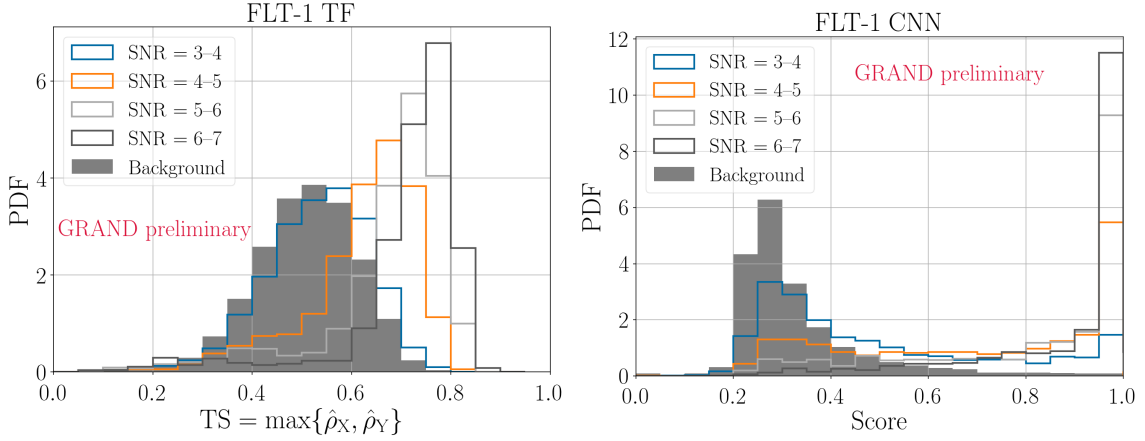 FLT-1 TF
SNR = 3–4
SNR = 4–5
SNR = 5–6
SNR = 6–7
Background
GRAND preliminary
PDF
0
2
4
6
0.0 0.2 0.4 0.6 0.8 1.0
TS = max{ρ̂_X, ρ̂_Y}
FLT-1 CNN
SNR = 3–4
SNR = 4–5
SNR = 5–6
SNR = 6–7
Background
GRAND preliminary
PDF
12
10
8
6
4
2
0
0.0 0.2 0.4 0.6 0.8 1.0
Score